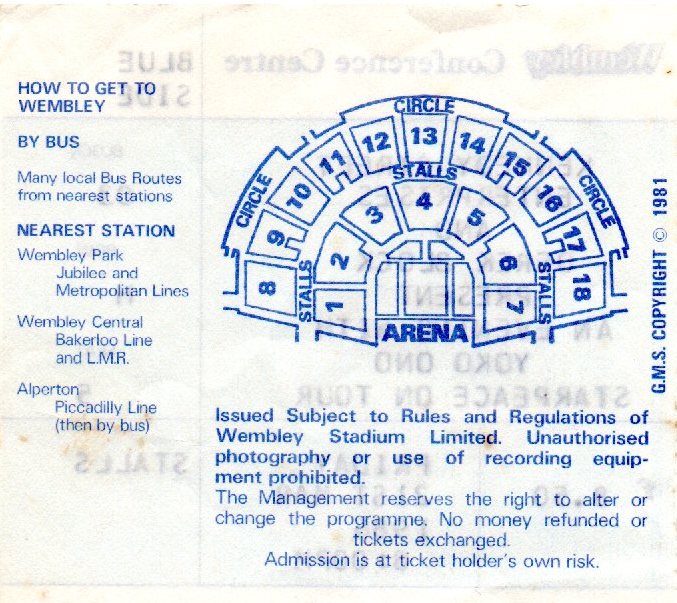 HOW TO GET TO
WEMBLEY
BY BUS
Many local Bus Routes
from nearest stations
NEAREST STATION
Wembley Park
Jubilee and
Metropolitan Lines
Wembley Central
Bakerloo Line
and L.M.R.
Alperton
Piccadilly Line
(then by bus)
CIRCLE
CIRCLE
CIRCLE
8 9 10 11 12 13 14 15 16 17 18
STALLS
STALLS
STALLS
1 2 3 4 5 6 7
ARENA
G.M.S. COPYRIGHT © 1981
Issued Subject to Rules and Regulations of
Wembley Stadium Limited. Unauthorised
photography or use of recording equip-
ment prohibited.
The Management reserves the right to alter or
change the programme. No money refunded or
tickets exchanged.
Admission is at ticket holder's own risk.